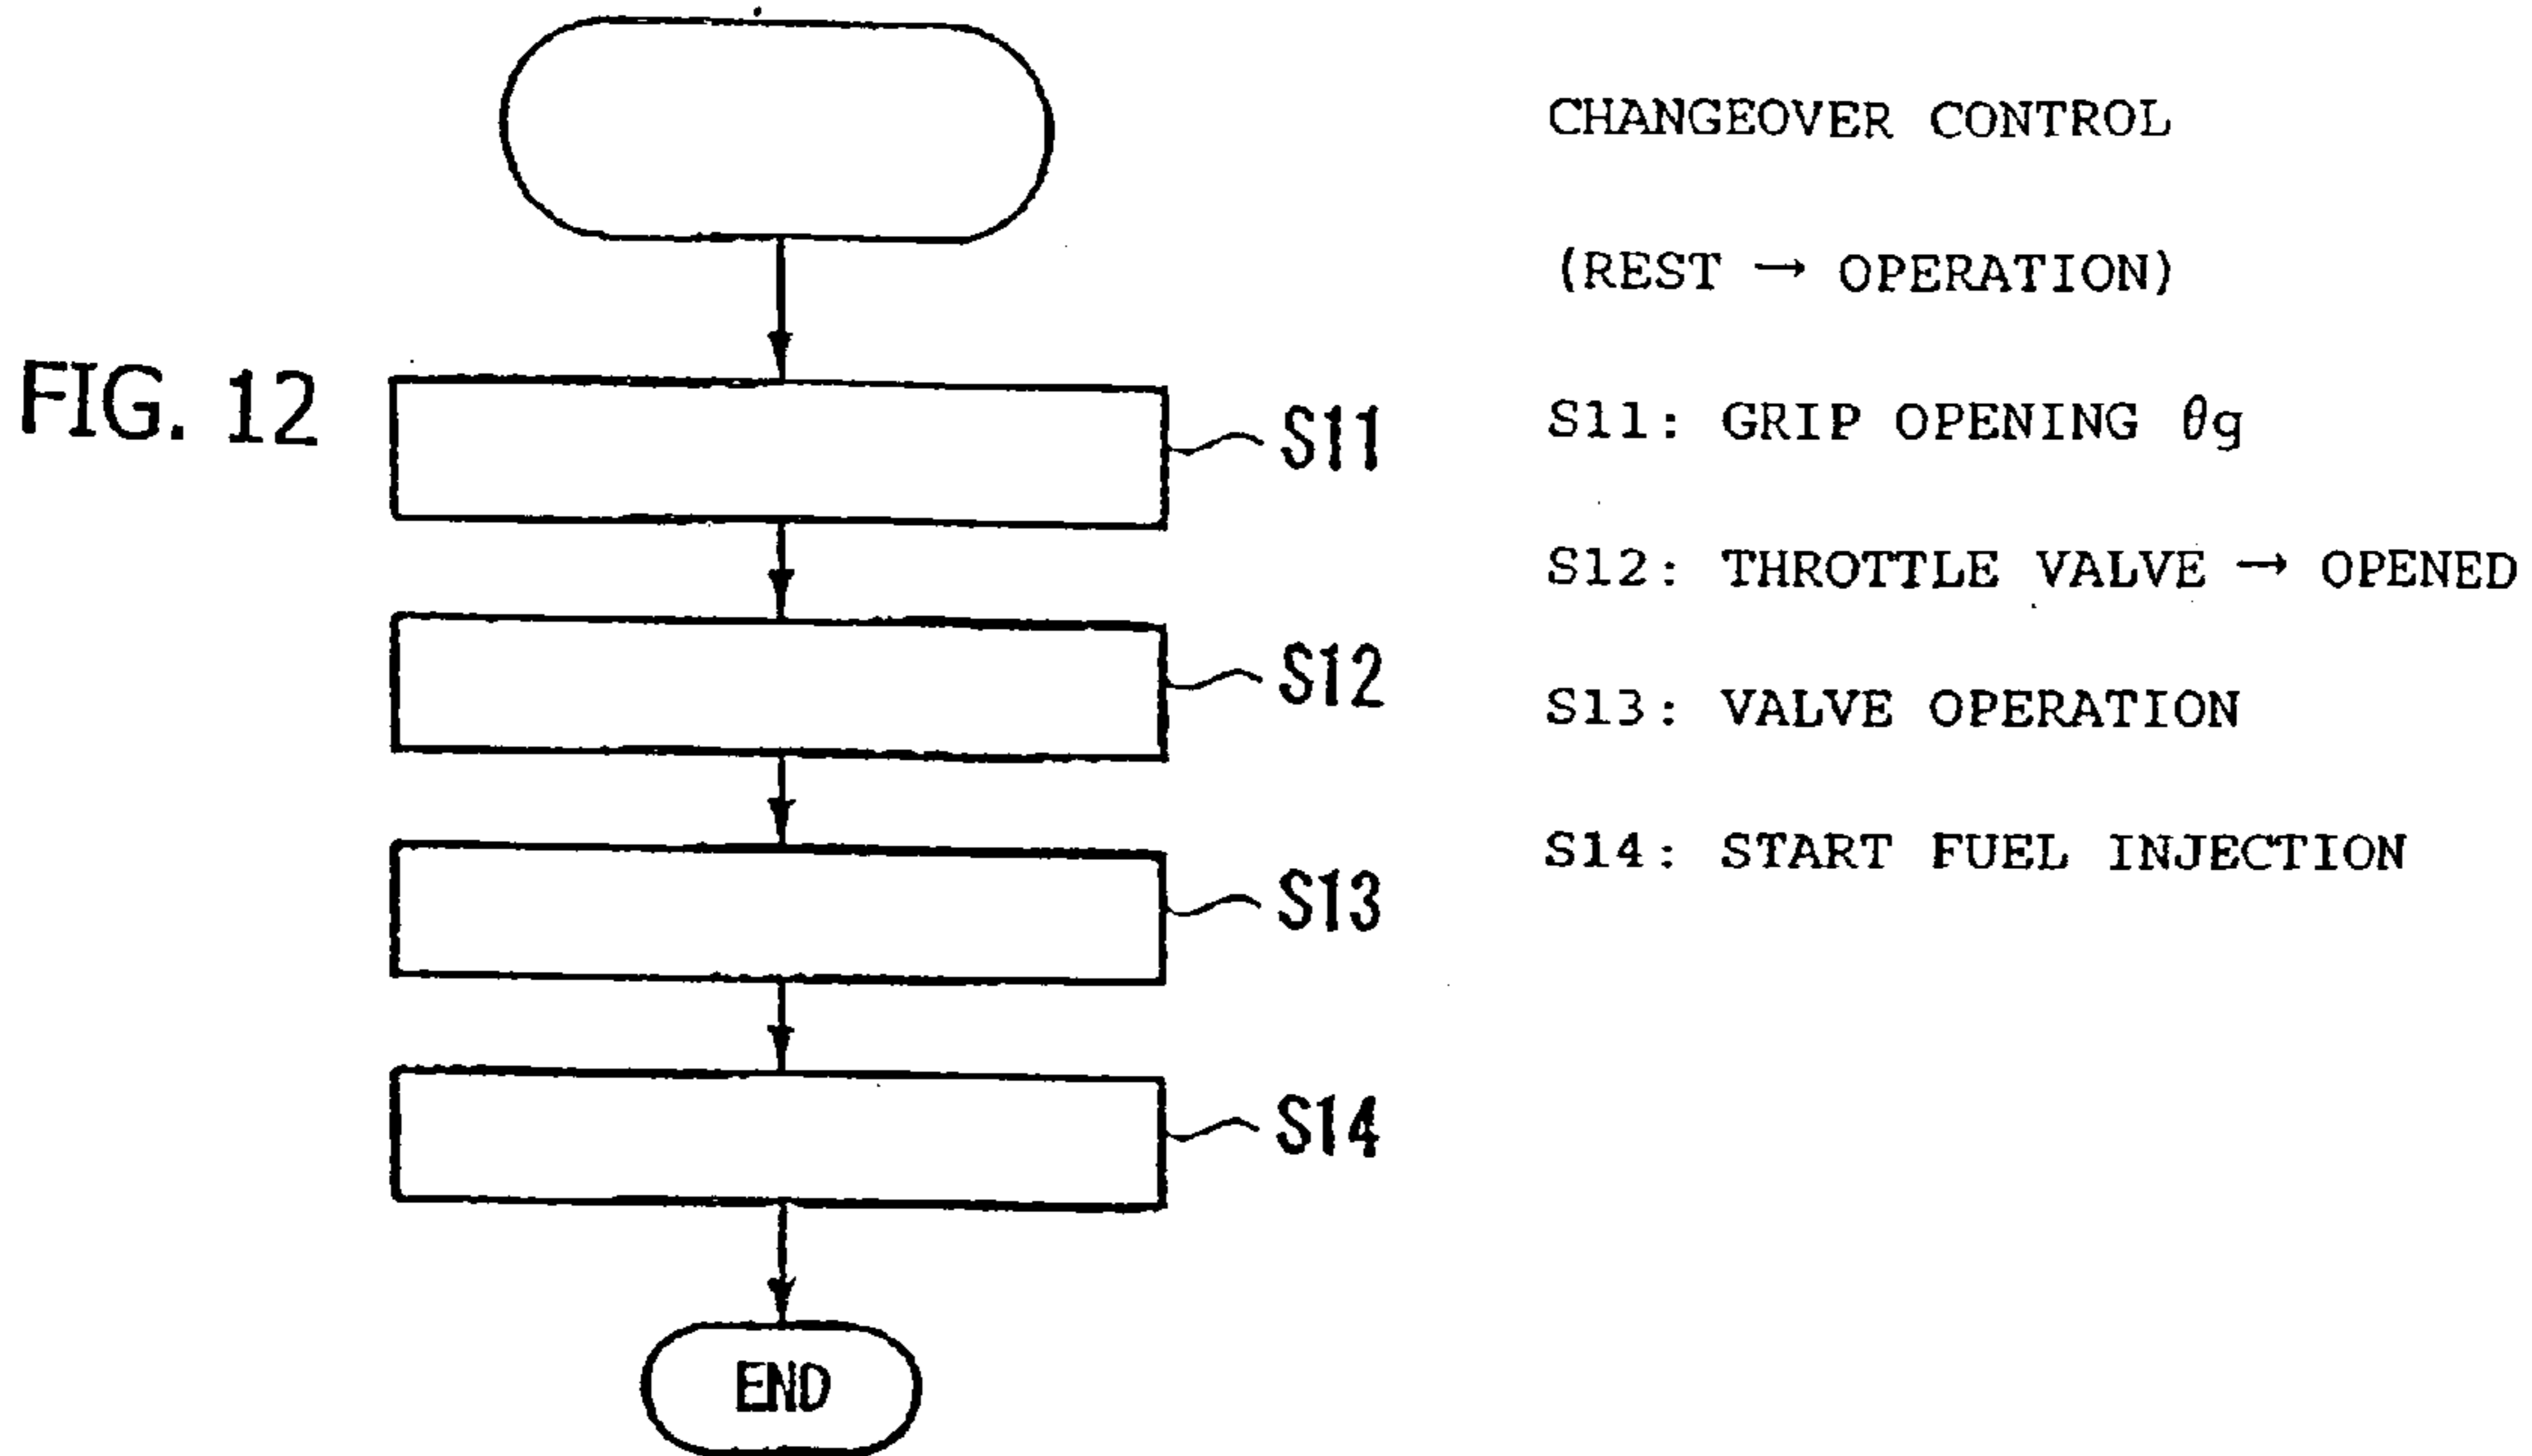 FIG. 12
S11
S12
S13
S14
END
CHANGEOVER CONTROL
(REST → OPERATION)
S11: GRIP OPENING θg
S12: THROTTLE VALVE → OPENED
S13: VALVE OPERATION
S14: START FUEL INJECTION